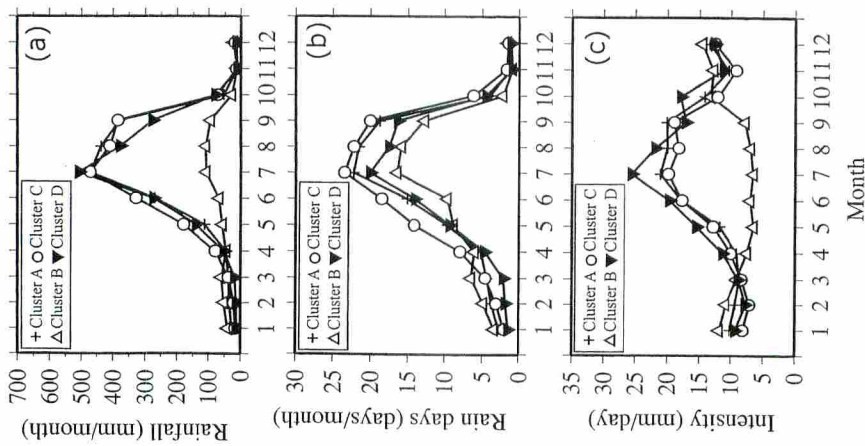 (a)
+ Cluster A O Cluster C
△ Cluster B ▼ Cluster D
Rainfall (mm/month)
700
600
500
400
300
200
100
0
1 2 3 4 5 6 7 8 9 10 11 12
(b)
+ Cluster A O Cluster C
△ Cluster B ▼ Cluster D
Rain days (days/month)
30
25
20
15
10
5
0
1 2 3 4 5 6 7 8 9 10 11 12
(c)
+ Cluster A O Cluster C
△ Cluster B ▼ Cluster D
Intensity (mm/day)
35
30
25
20
15
10
5
0
1 2 3 4 5 6 7 8 9 10 11 12
Month